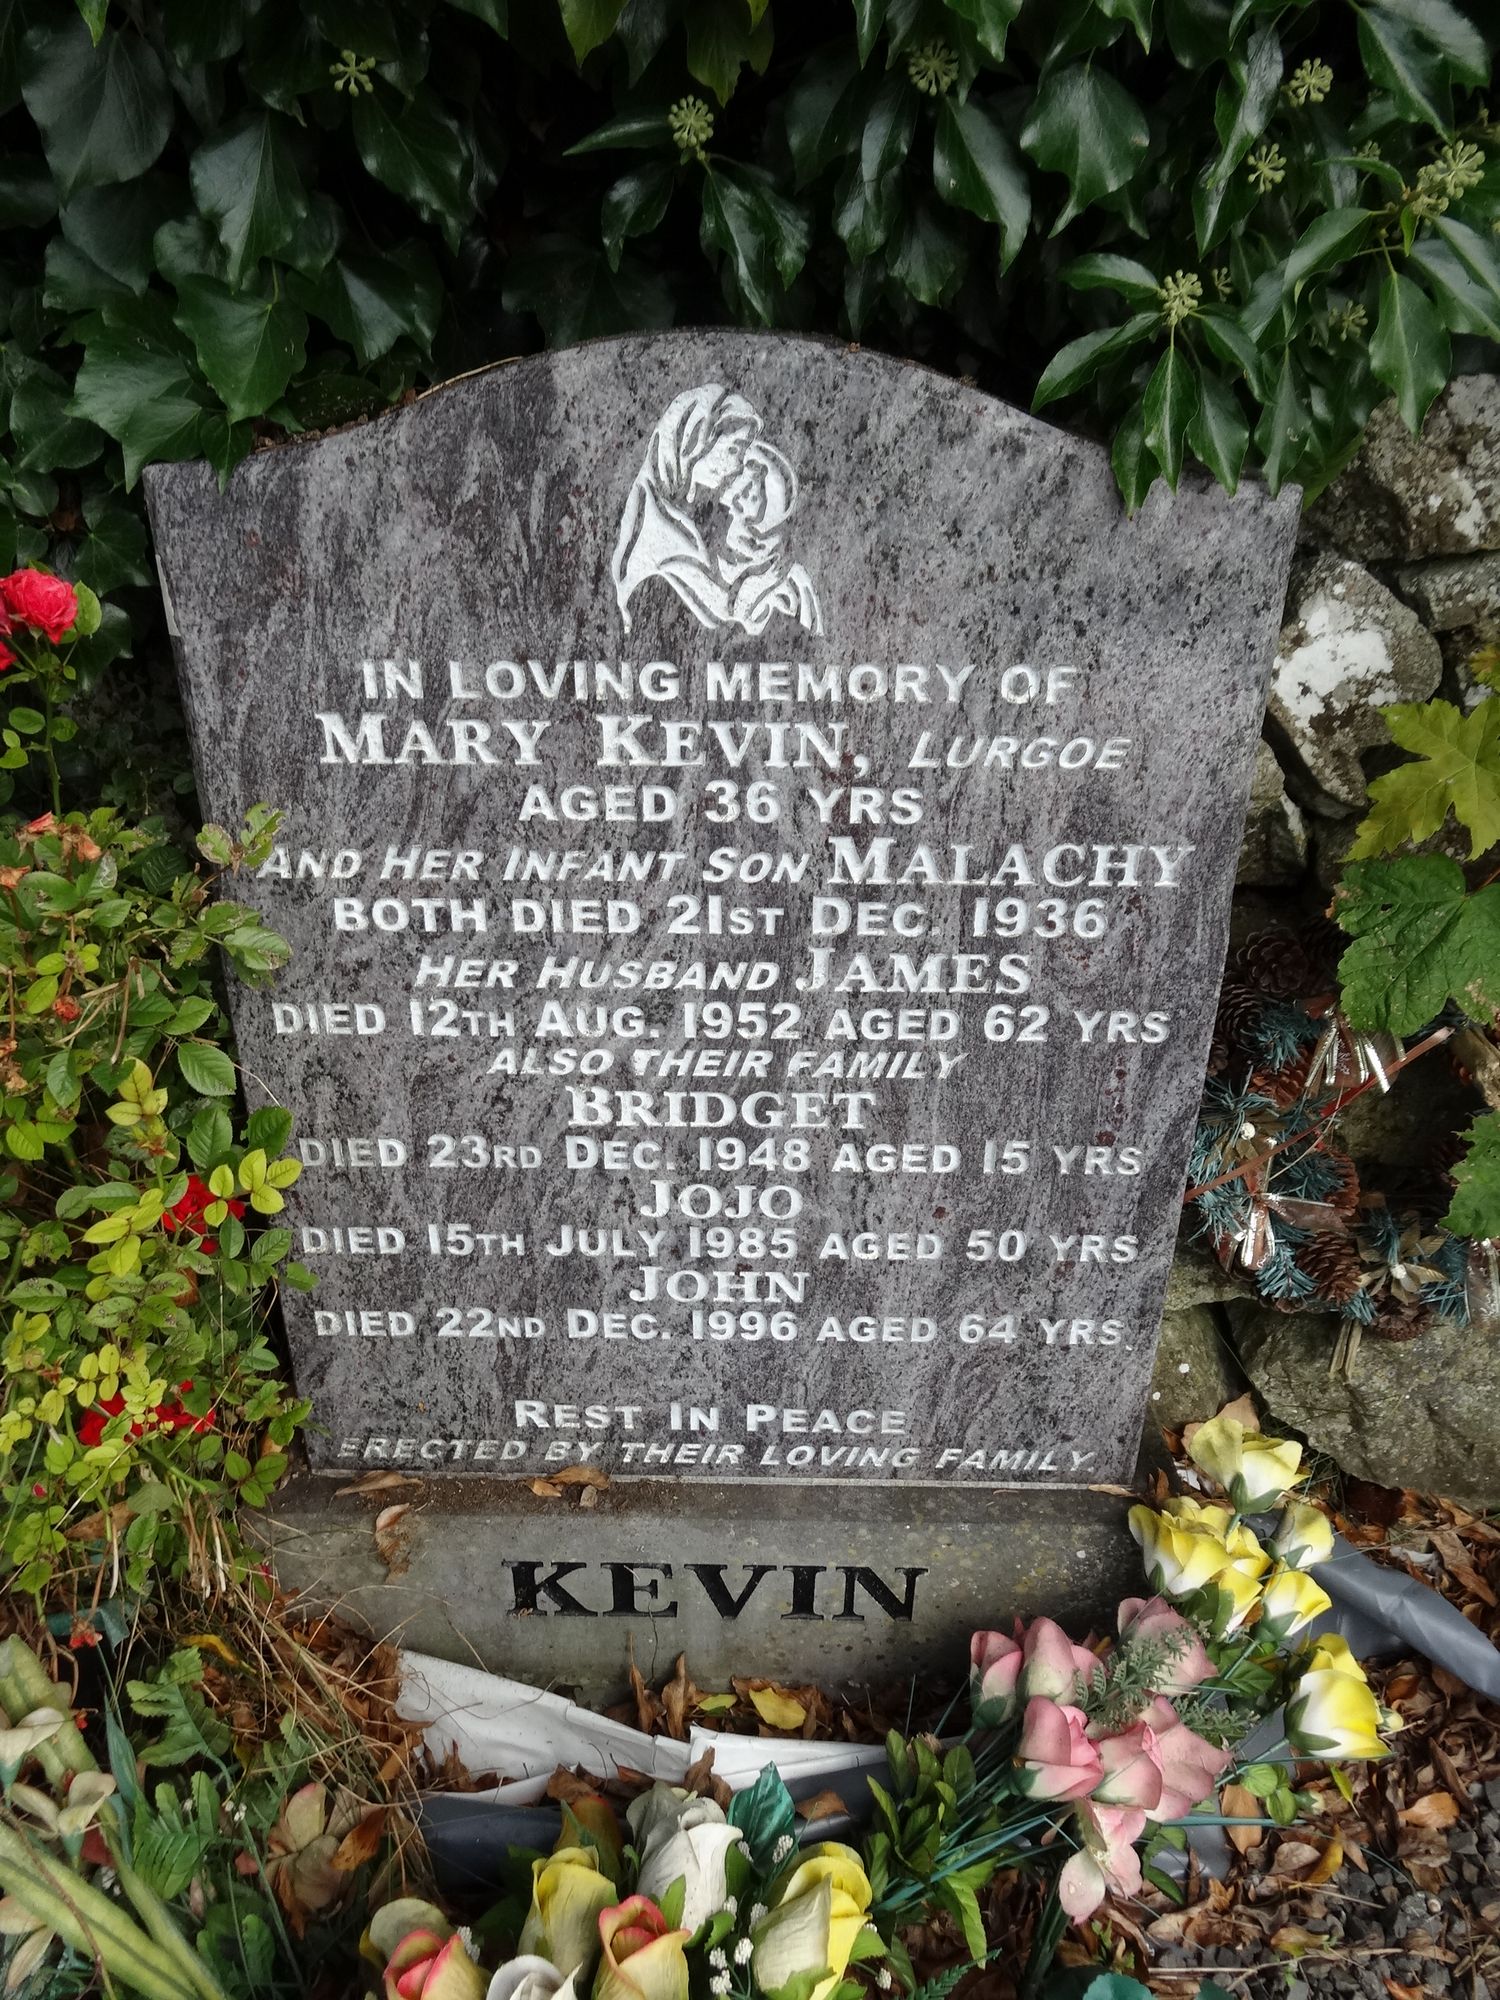 IN LOVING MEMORY OF
MARY KEVIN, LURGOE
AGED 36 YRS
AND HER INFANT SON MALACHY
BOTH DIED 21ST DEC. 1936
HER HUSBAND JAMES
DIED 12TH AUG. 1952 AGED 62 YRS
ALSO THEIR FAMILY
BRIDGET
DIED 23RD DEC. 1948 AGED 15 YRS
JOJO
DIED 15TH JULY 1985 AGED 50 YRS
JOHN
DIED 22ND DEC. 1996 AGED 64 YRS.
REST IN PEACE
ERECTED BY THEIR LOVING FAMILY.
KEVIN